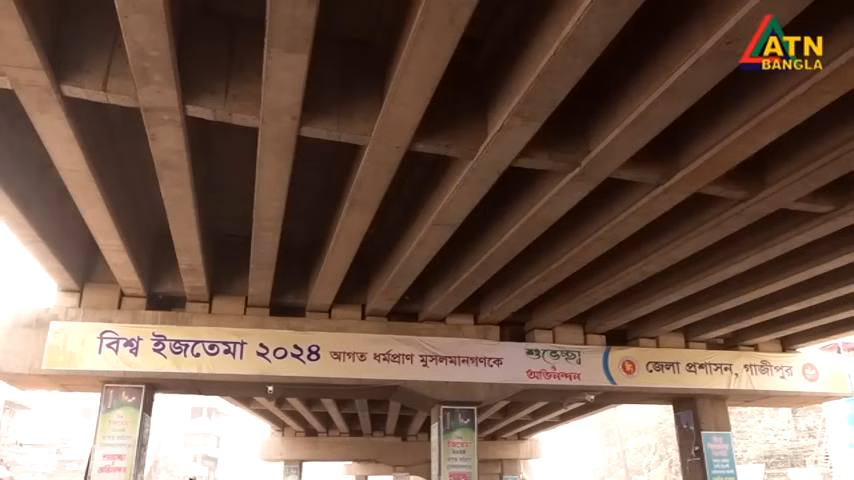 ATN
BANGLA
বিশ্ব ইজতেমা ২০২৪ আগত ধর্মপ্রাণ মুসলমানগণকে
শুভেচ্ছা
ও
অভিনন্দন
জেলা প্রশাসন, গাজীপুর